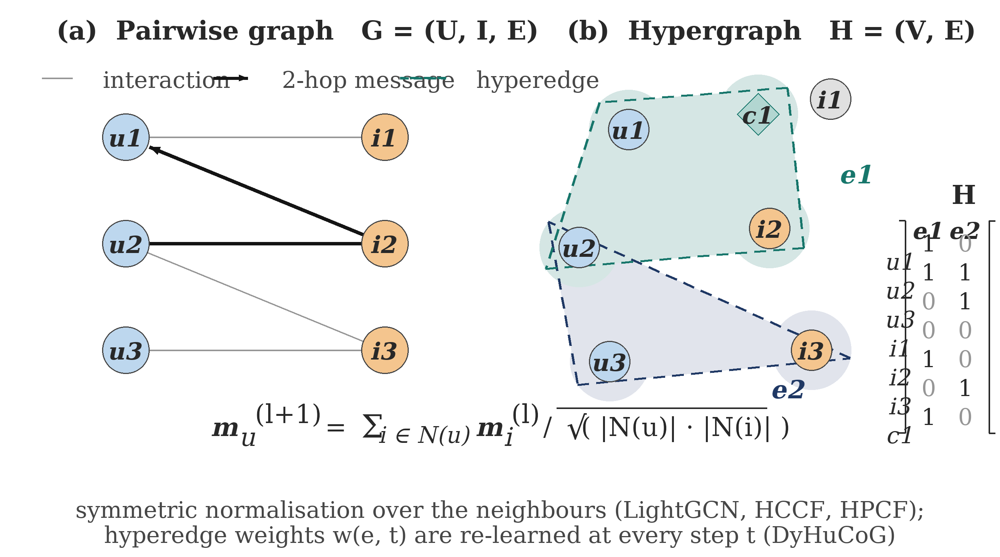 (a) Pairwise graph G = (U, I, E)
(b) Hypergraph H = (V, E)
interaction
2-hop message
hyperedge
u1
i1
u2
i2
u3
i3
u1
c1
i1
e1
u2
i2
u3
i3
e2
H
e1 e2
u1 1 0
u2 1 1
u3 0 1
i1 0 0
i2 1 0
i3 0 1
c1 1 0
m_u^(l+1) = Σ_i ∈ N(u) m_i^(l) / √( |N(u)| · |N(i)| )
symmetric normalisation over the neighbours (LightGCN, HCCF, HPCF);
hyperedge weights w(e, t) are re-learned at every step t (DyHuCoG)